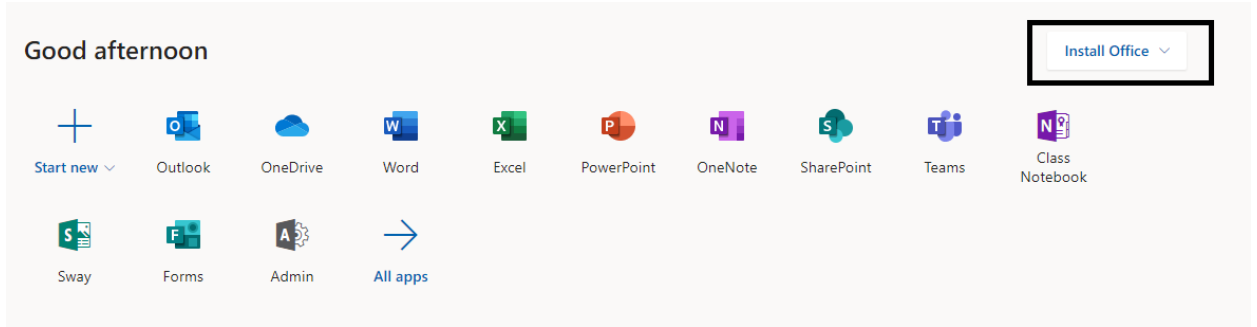 Good afternoon
Install Office
Start new
Outlook
OneDrive
Word
Excel
PowerPoint
OneNote
SharePoint
Teams
Class
Notebook
Sway
Forms
Admin
All apps